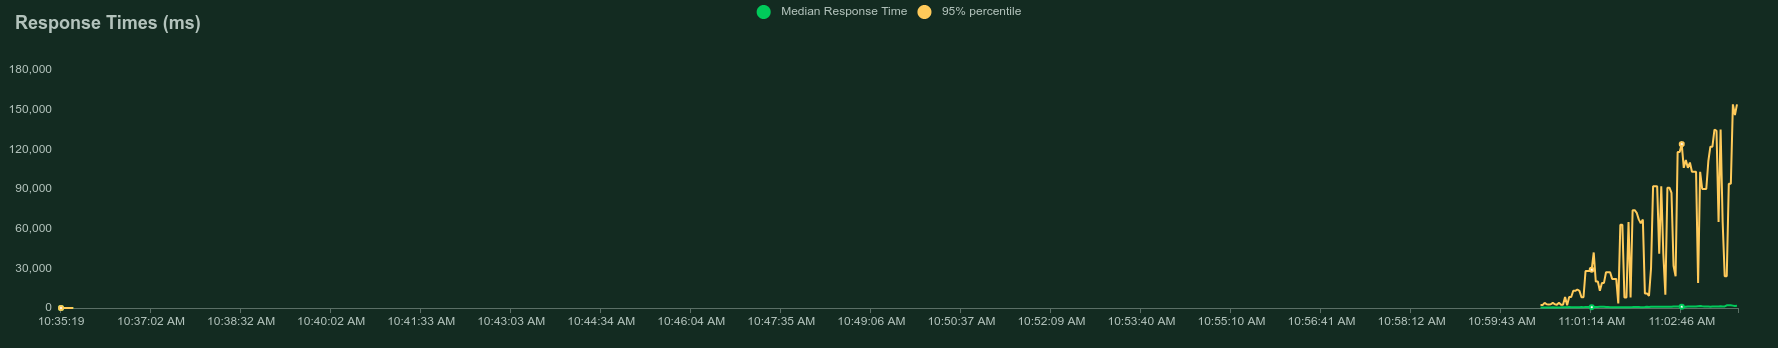 Response Times (ms)
Median Response Time
95% percentile
180,000
150,000
120,000
90,000
60,000
30,000
0
10:35:19 10:37:02 AM 10:38:32 AM 10:40:02 AM 10:41:33 AM 10:43:03 AM 10:44:34 AM 10:46:04 AM 10:47:35 AM 10:49:06 AM 10:50:37 AM 10:52:09 AM 10:53:40 AM 10:55:10 AM 10:56:41 AM 10:58:12 AM 10:59:43 AM 11:01:14 AM 11:02:46 AM